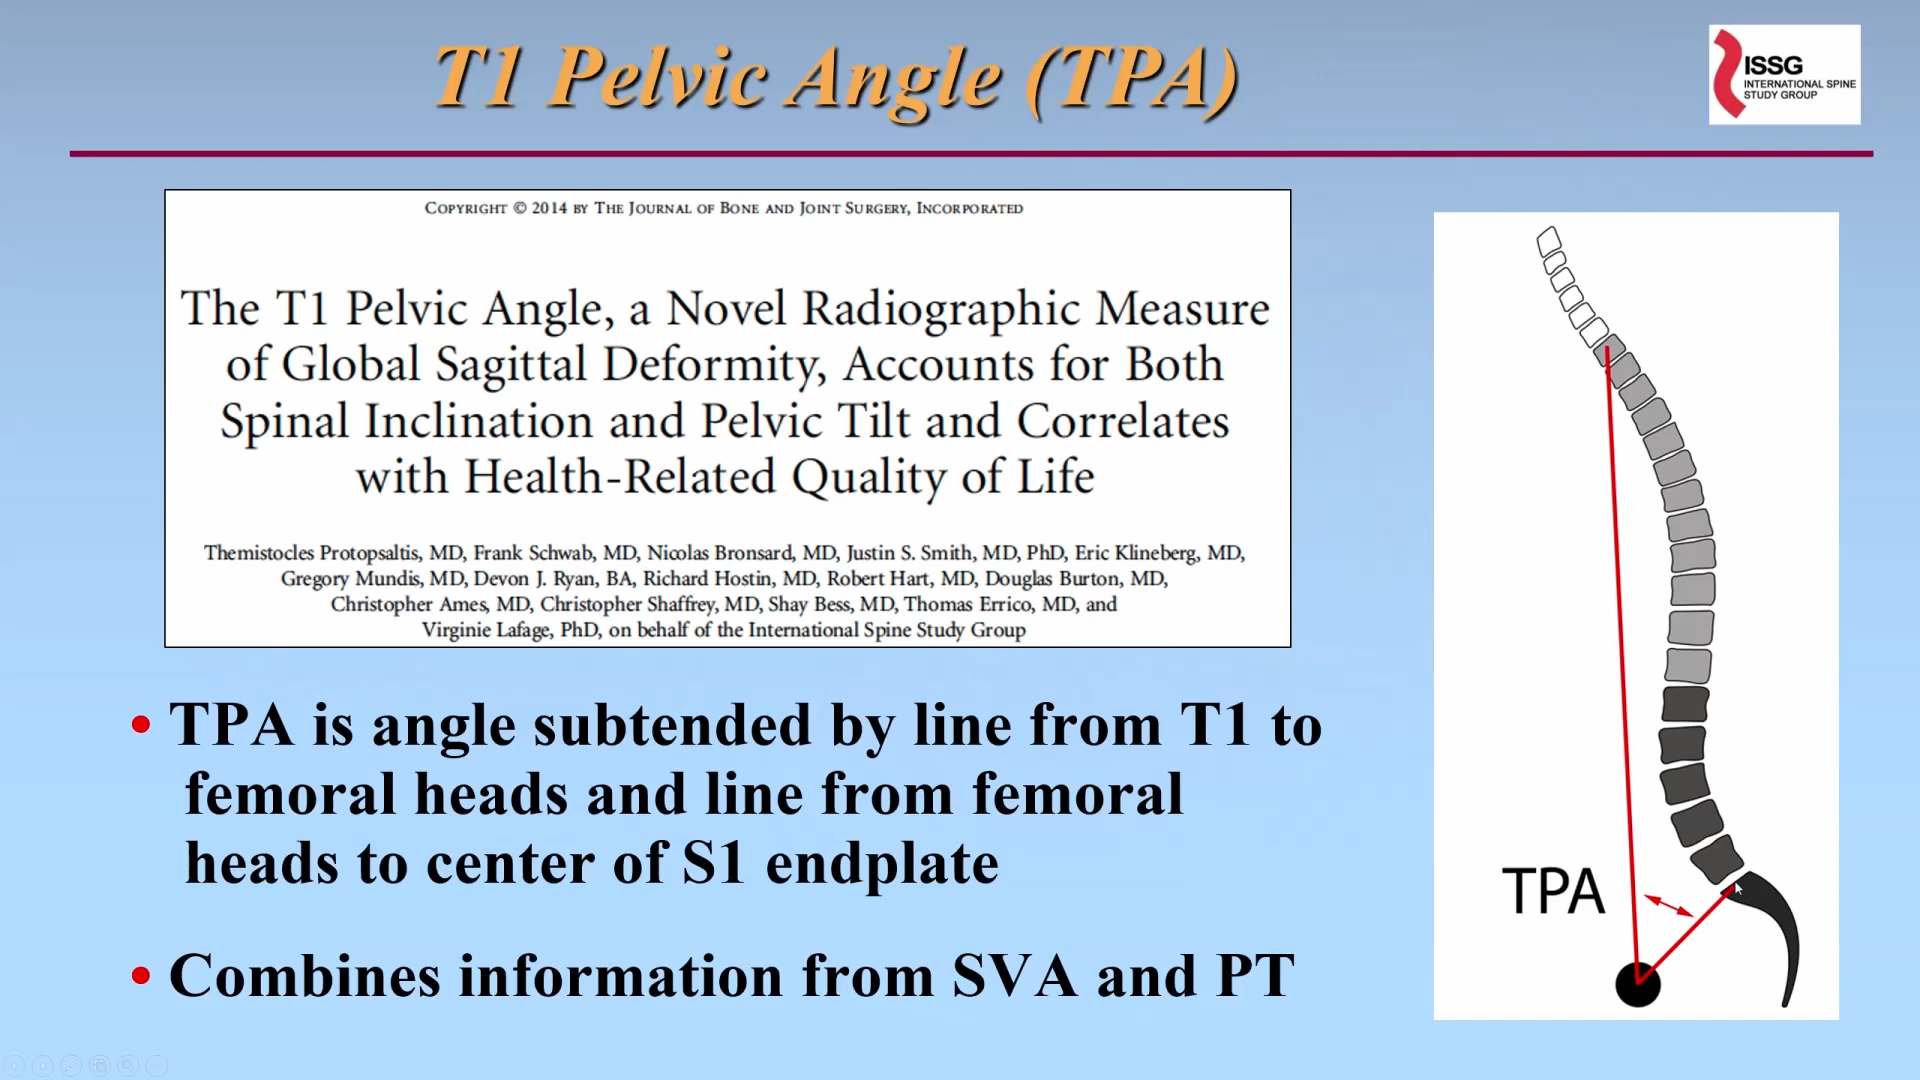 T1 Pelvic Angle (TPA)
ISSG
INTERNATIONAL SPINE
STUDY GROUP
COPYRIGHT © 2014 BY THE JOURNAL OF BONE AND JOINT SURGERY, INCORPORATED
The T1 Pelvic Angle, a Novel Radiographic Measure
of Global Sagittal Deformity, Accounts for Both
Spinal Inclination and Pelvic Tilt and Correlates
with Health-Related Quality of Life
Themistocles Protopsaltis, MD, Frank Schwab, MD, Nicolas Bronsard, MD, Justin S. Smith, MD, PhD, Eric Klineberg, MD,
Gregory Mundis, MD, Devon J. Ryan, BA, Richard Hostin, MD, Robert Hart, MD, Douglas Burton, MD,
Christopher Ames, MD, Christopher Shaffrey, MD, Shay Bess, MD, Thomas Errico, MD, and
Virginie Lafage, PhD, on behalf of the International Spine Study Group
• TPA is angle subtended by line from T1 to
femoral heads and line from femoral
heads to center of S1 endplate
• Combines information from SVA and PT
TPA